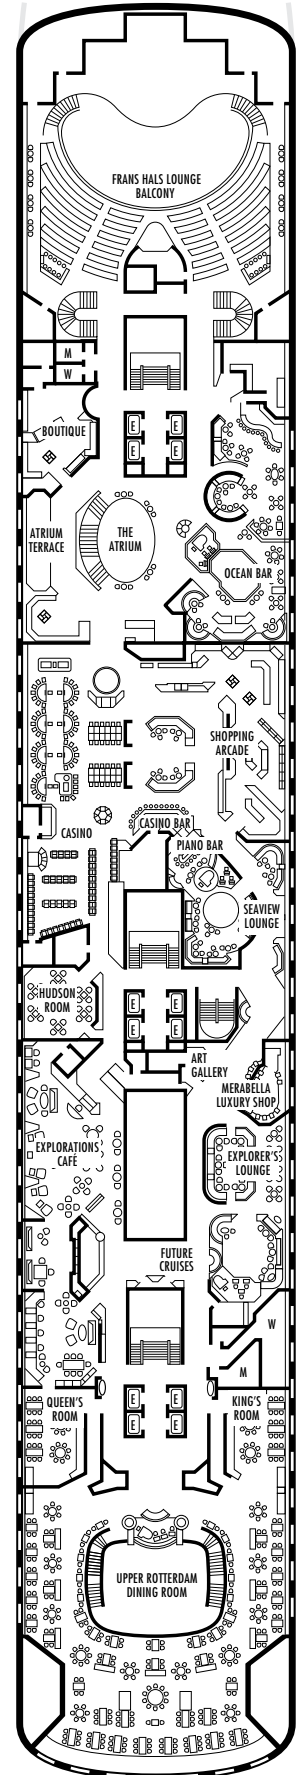 FRANS HALS LOUNGE
BALCONY
M
W
BOUTIQUE
E
E
E
E
ATRIUM
TERRACE
THE
ATRIUM
OCEAN BAR
SHOPPING
ARCADE
CASINO
CASINO BAR
PIANO BAR
SEAVIEW
LOUNGE
HUDSON
ROOM
E
E
E
E
ART
GALLERY
MERABELLA
LUXURY SHOP
EXPLORATIONS
CAFÉ
EXPLORER'S
LOUNGE
FUTURE
CRUISES
W
M
QUEEN'S
ROOM
E
E
E
E
KING'S
ROOM
UPPER ROTTERDAM
DINING ROOM